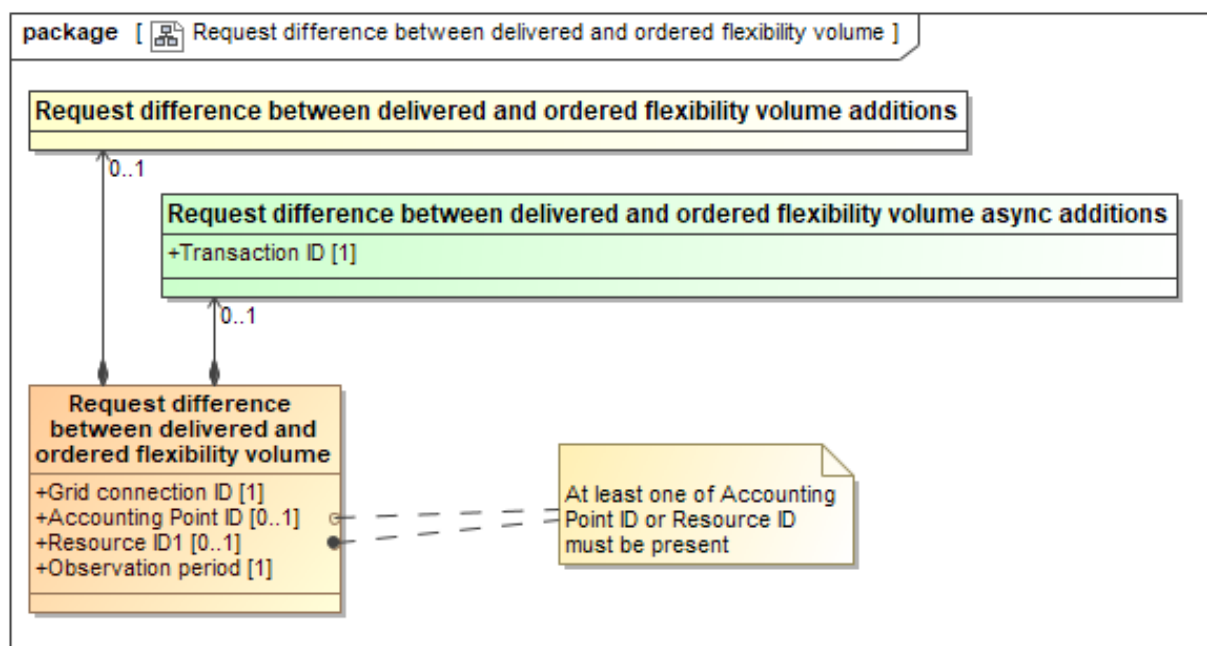 package [ Request difference between delivered and ordered flexibility volume ]
Request difference between delivered and ordered flexibility volume additions
0..1
Request difference between delivered and ordered flexibility volume async additions
+Transaction ID [1]
0..1
Request difference
between delivered and
ordered flexibility volume
+Grid connection ID [1]
+Accounting Point ID [0..1]
+Resource ID1 [0..1]
+Observation period [1]
At least one of Accounting
Point ID or Resource ID
must be present